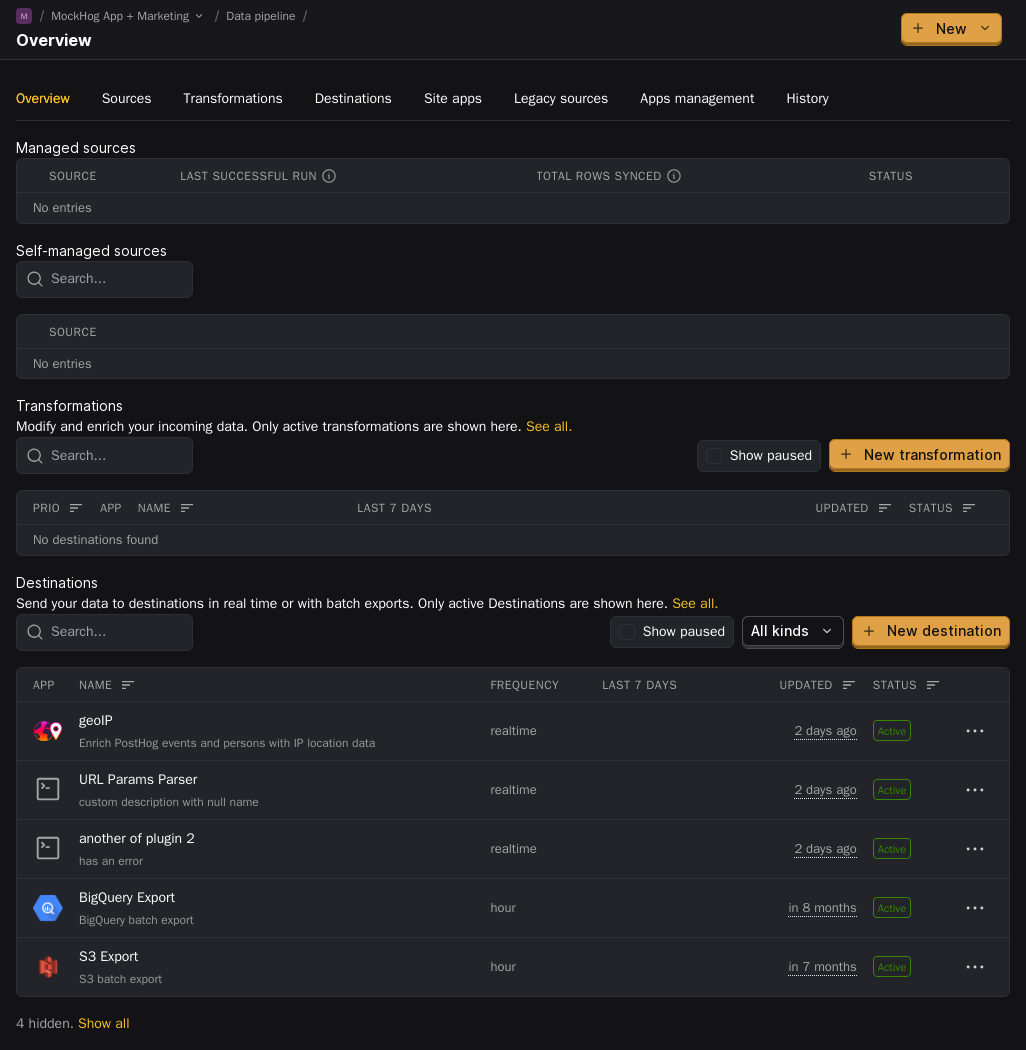 M / MockHog App + Marketing / Data pipeline /
Overview
New
Overview Sources Transformations Destinations Site apps Legacy sources Apps management History
Managed sources
SOURCE LAST SUCCESSFUL RUN TOTAL ROWS SYNCED STATUS
No entries
Self-managed sources
Search...
SOURCE
No entries
Transformations
Modify and enrich your incoming data. Only active transformations are shown here. See all.
Search... Show paused New transformation
PRIO APP NAME LAST 7 DAYS UPDATED STATUS
No destinations found
Destinations
Send your data to destinations in real time or with batch exports. Only active Destinations are shown here. See all.
Search... Show paused All kinds New destination
APP NAME FREQUENCY LAST 7 DAYS UPDATED STATUS
geoIP
Enrich PostHog events and persons with IP location data
realtime 2 days ago Active
URL Params Parser
custom description with null name
realtime 2 days ago Active
another of plugin 2
has an error
realtime 2 days ago Active
BigQuery Export
BigQuery batch export
hour in 8 months Active
S3 Export
S3 batch export
hour in 7 months Active
4 hidden. Show all